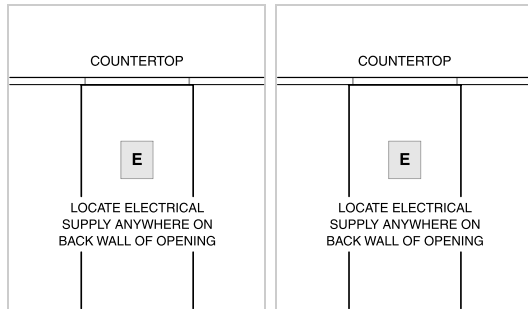 COUNTERTOP
E
LOCATE ELECTRICAL
SUPPLY ANYWHERE ON
BACK WALL OF OPENING
COUNTERTOP
E
LOCATE ELECTRICAL
SUPPLY ANYWHERE ON
BACK WALL OF OPENING